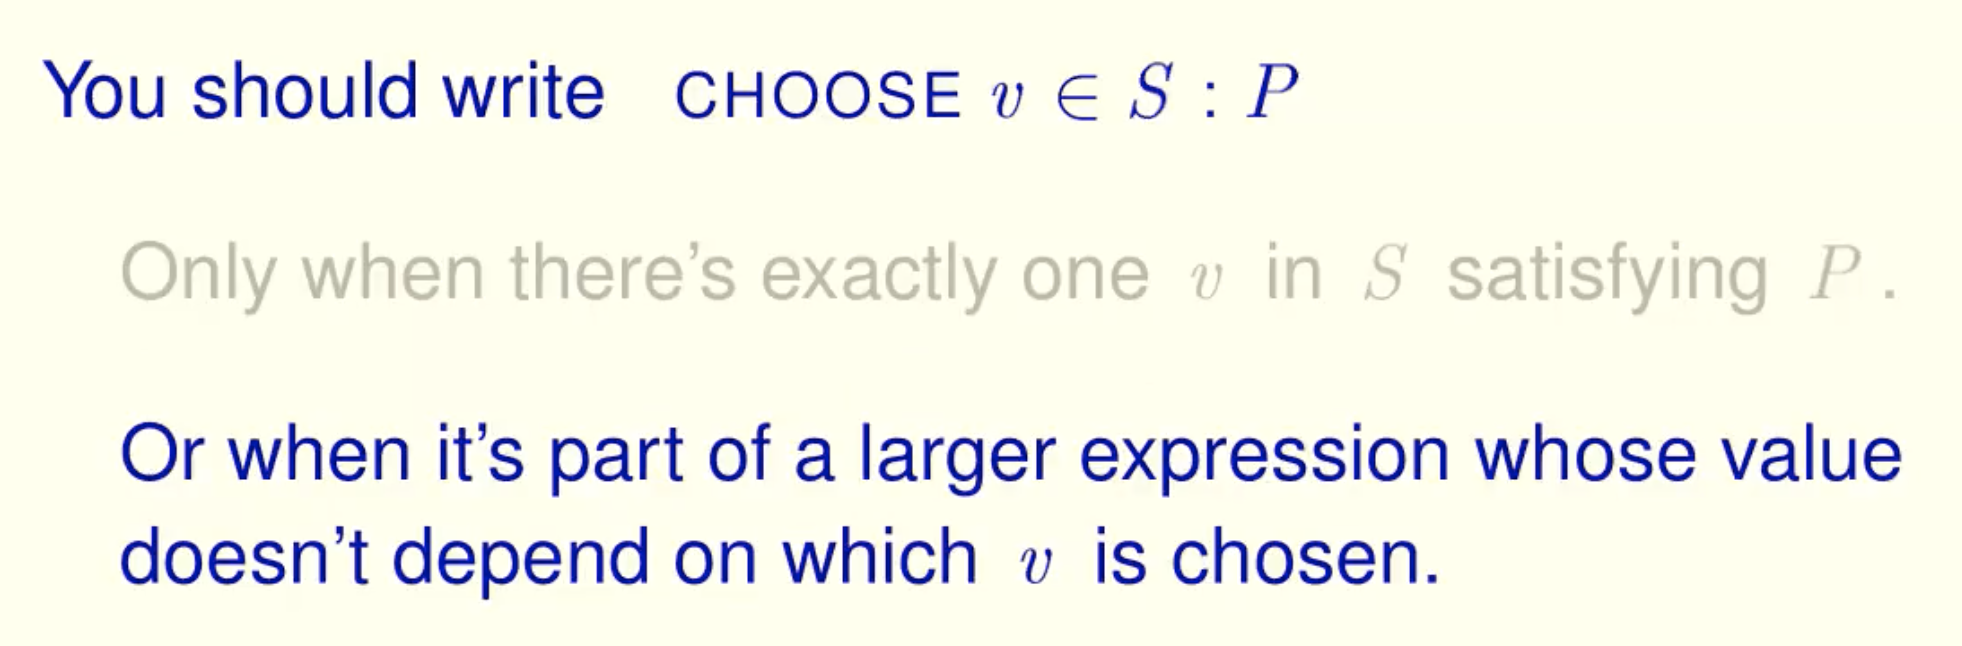 You should write CHOOSE v ∈ S : P
Only when there's exactly one v in S satisfying P.
Or when it's part of a larger expression whose value
doesn't depend on which v is chosen.